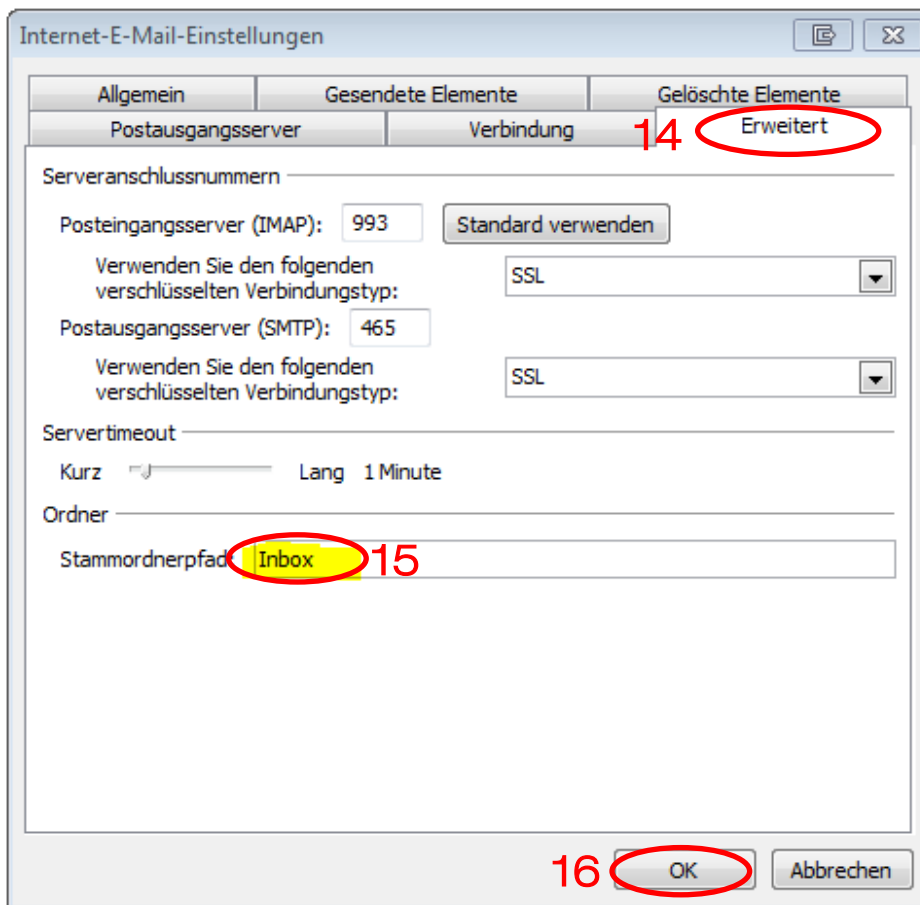 Internet-E-Mail-Einstellungen
Allgemein Gesendete Elemente Gelöschte Elemente
Postausgangsserver Verbindung 14 Erweitert
Serveranschlussnummern
Posteingangsserver (IMAP): 993 Standard verwenden
Verwenden Sie den folgenden
verschlüsselten Verbindungstyp: SSL
Postausgangsserver (SMTP): 465
Verwenden Sie den folgenden
verschlüsselten Verbindungstyp: SSL
Servertimeout
Kurz Lang 1 Minute
Ordner
Stammordnerpfad: Inbox 15
16 OK Abbrechen